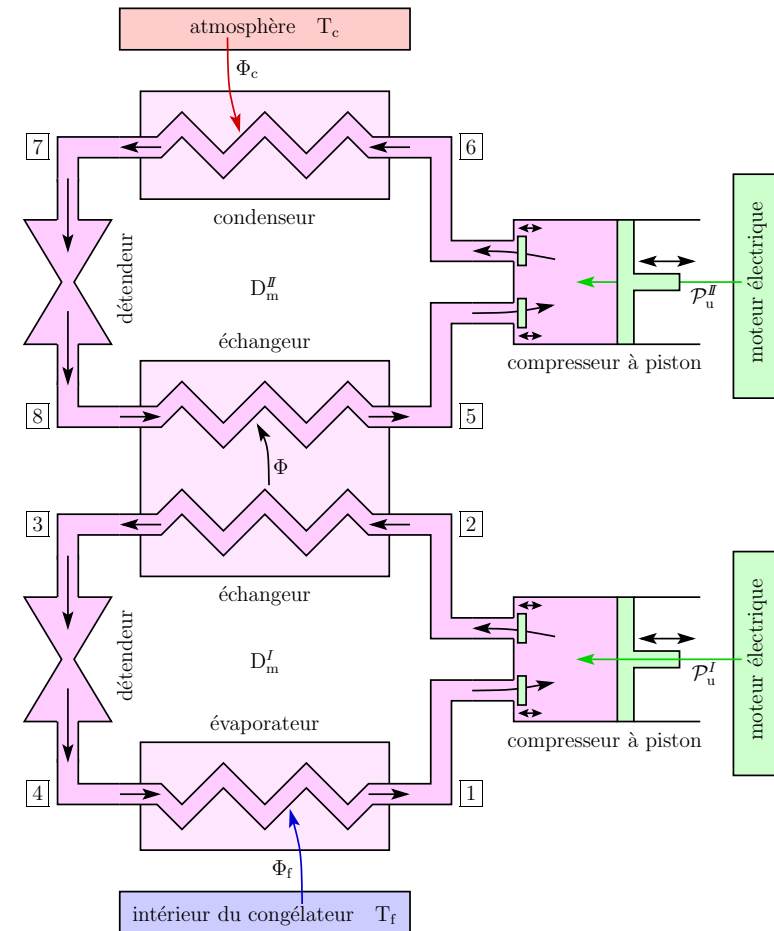 atmosphère T_c
Φ_c
7
6
condenseur
détendeur
D_m^II
𝒫_u^II
moteur électrique
échangeur
compresseur à piston
8
5
Φ
3
2
échangeur
détendeur
D_m^I
𝒫_u^I
moteur électrique
évaporateur
compresseur à piston
4
1
Φ_f
intérieur du congélateur T_f